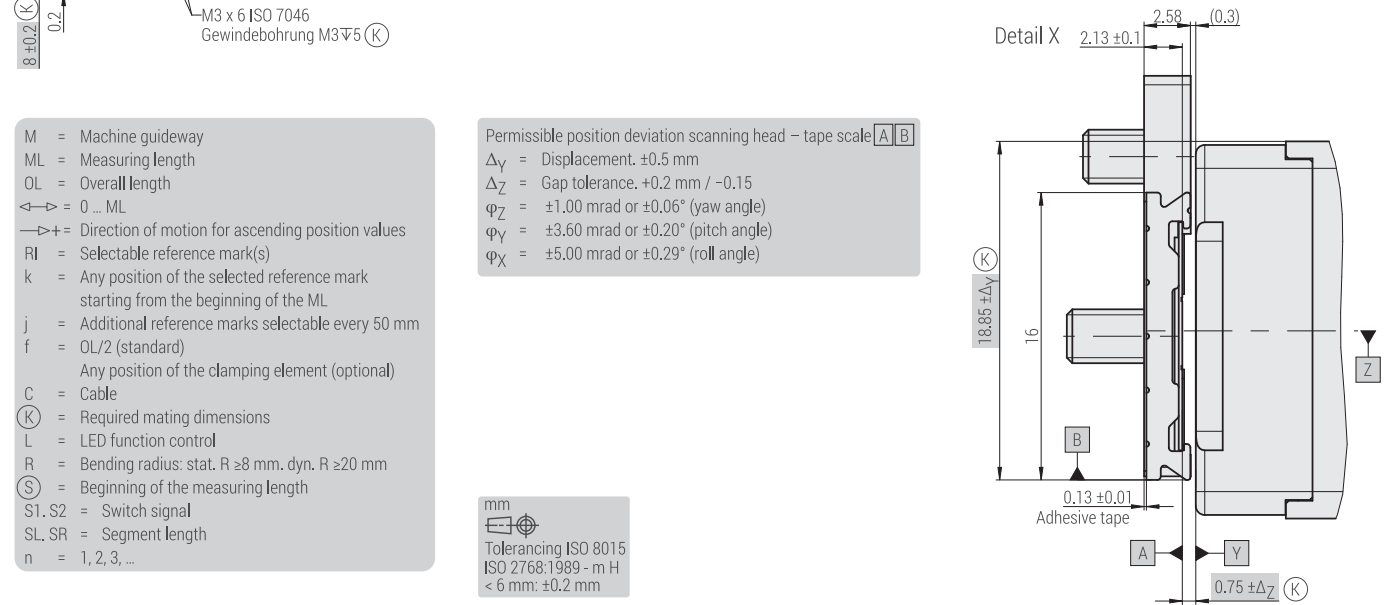 8 ±0.2 K
0.2
M3 x 6 ISO 7046
Gewindebohrung M3↧5 K
M = Machine guideway
ML = Measuring length
OL = Overall length
◁—▷ = 0 ... ML
—▷+ = Direction of motion for ascending position values
RI = Selectable reference mark(s)
k = Any position of the selected reference mark
starting from the beginning of the ML
j = Additional reference marks selectable every 50 mm
f = OL/2 (standard)
Any position of the clamping element (optional)
C = Cable
K = Required mating dimensions
L = LED function control
R = Bending radius: stat. R ≥8 mm. dyn. R ≥20 mm
S = Beginning of the measuring length
S1. S2 = Switch signal
SL. SR = Segment length
n = 1, 2, 3, ...
Permissible position deviation scanning head – tape scale A B
ΔY = Displacement. ±0.5 mm
ΔZ = Gap tolerance. +0.2 mm / −0.15
φZ = ±1.00 mrad or ±0.06° (yaw angle)
φY = ±3.60 mrad or ±0.20° (pitch angle)
φX = ±5.00 mrad or ±0.29° (roll angle)
mm
Tolerancing ISO 8015
ISO 2768:1989 - m H
< 6 mm: ±0.2 mm
Detail X
2.58
(0.3)
2.13 ±0.1
18.85 ±ΔY K
16
Z
B
0.13 ±0.01
Adhesive tape
A
Y
0.75 ±ΔZ K